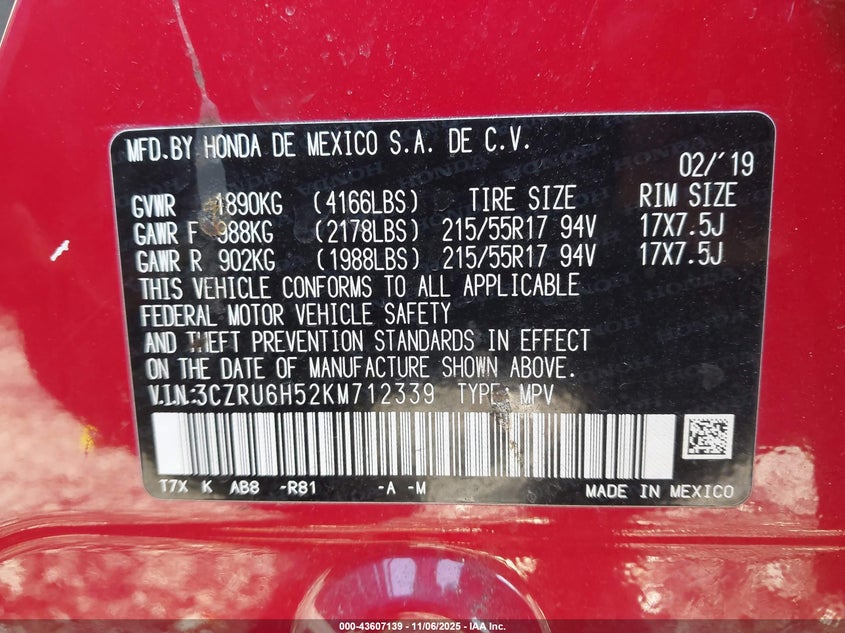 MFD.BY HONDA DE MEXICO S.A. DE C.V.
02/'19
GVWR 1890KG (4166LBS) TIRE SIZE RIM SIZE
GAWR F 988KG (2178LBS) 215/55R17 94V 17X7.5J
GAWR R 902KG (1988LBS) 215/55R17 94V 17X7.5J
THIS VEHICLE CONFORMS TO ALL APPLICABLE
FEDERAL MOTOR VEHICLE SAFETY
AND THEFT PREVENTION STANDARDS IN EFFECT
ON THE DATE OF MANUFACTURE SHOWN ABOVE.
V.I.N.:3CZRU6H52KM712339 TYPE: MPV
T7X K AB8 -R81 -A -M
MADE IN MEXICO
000-43607139 - 11/06/2025 - IAA Inc.